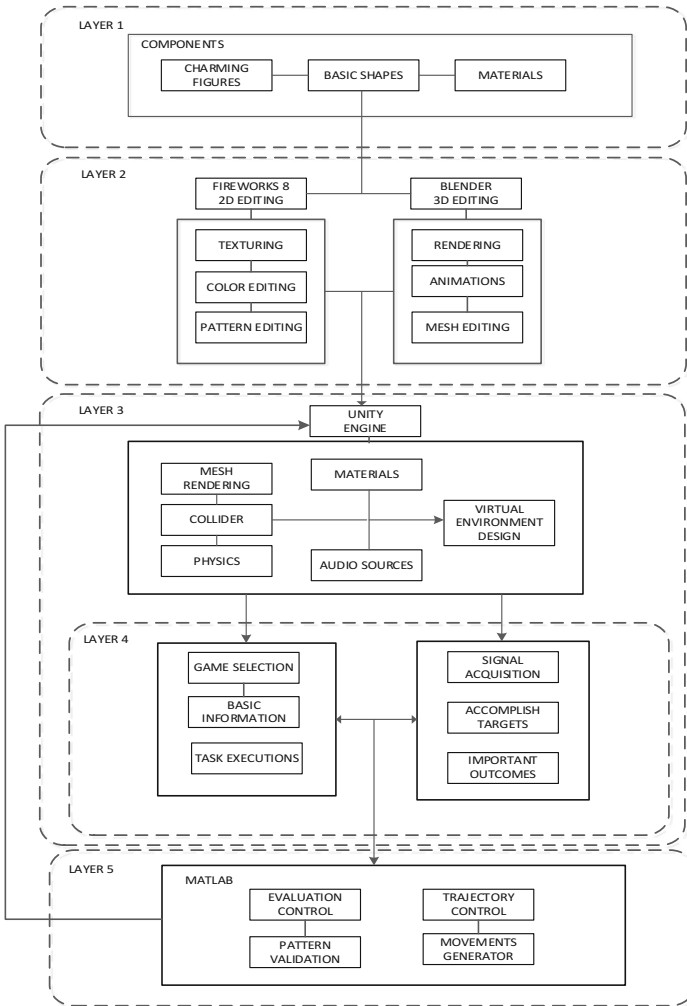 LAYER 1
COMPONENTS
CHARMING
FIGURES
BASIC SHAPES
MATERIALS
LAYER 2
FIREWORKS 8
2D EDITING
BLENDER
3D EDITING
TEXTURING
COLOR EDITING
PATTERN EDITING
RENDERING
ANIMATIONS
MESH EDITING
LAYER 3
UNITY
ENGINE
MESH
RENDERING
COLLIDER
PHYSICS
MATERIALS
AUDIO SOURCES
VIRTUAL
ENVIRONMENT
DESIGN
LAYER 4
GAME SELECTION
BASIC
INFORMATION
TASK EXECUTIONS
SIGNAL
ACQUISITION
ACCOMPLISH
TARGETS
IMPORTANT
OUTCOMES
LAYER 5
MATLAB
EVALUATION
CONTROL
PATTERN
VALIDATION
TRAJECTORY
CONTROL
MOVEMENTS
GENERATOR